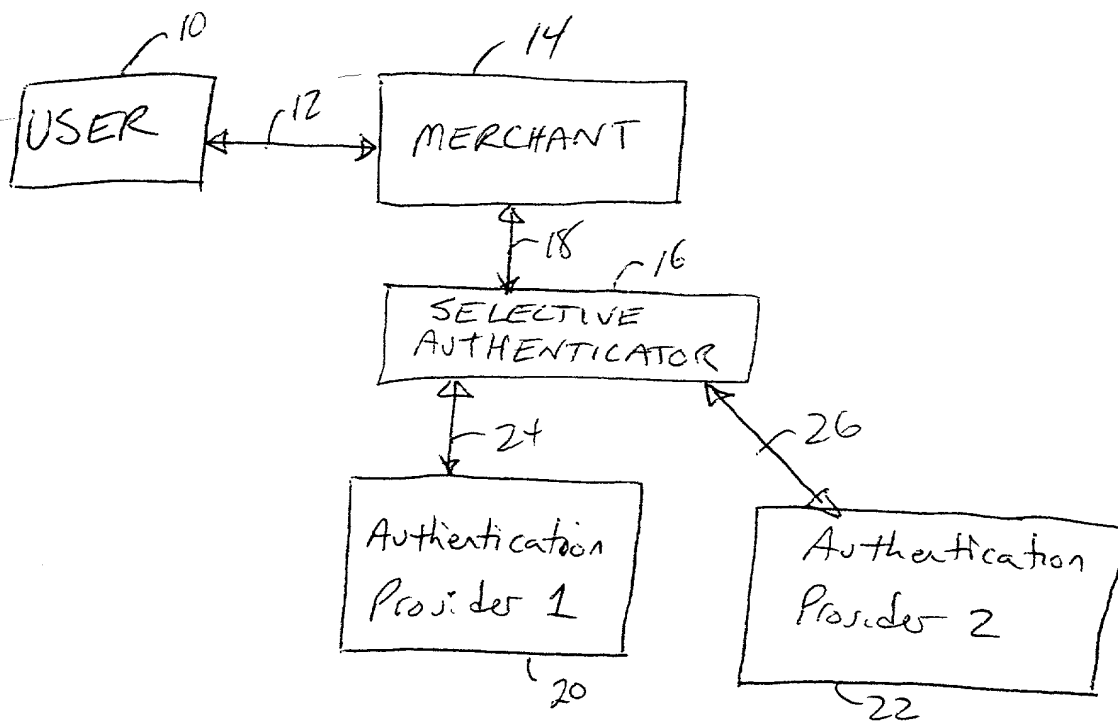 10
14
USER
12
MERCHANT
18
16
SELECTIVE
AUTHENTICATOR
24
26
Authentication
Provider 1
Authentication
Provider 2
20
22